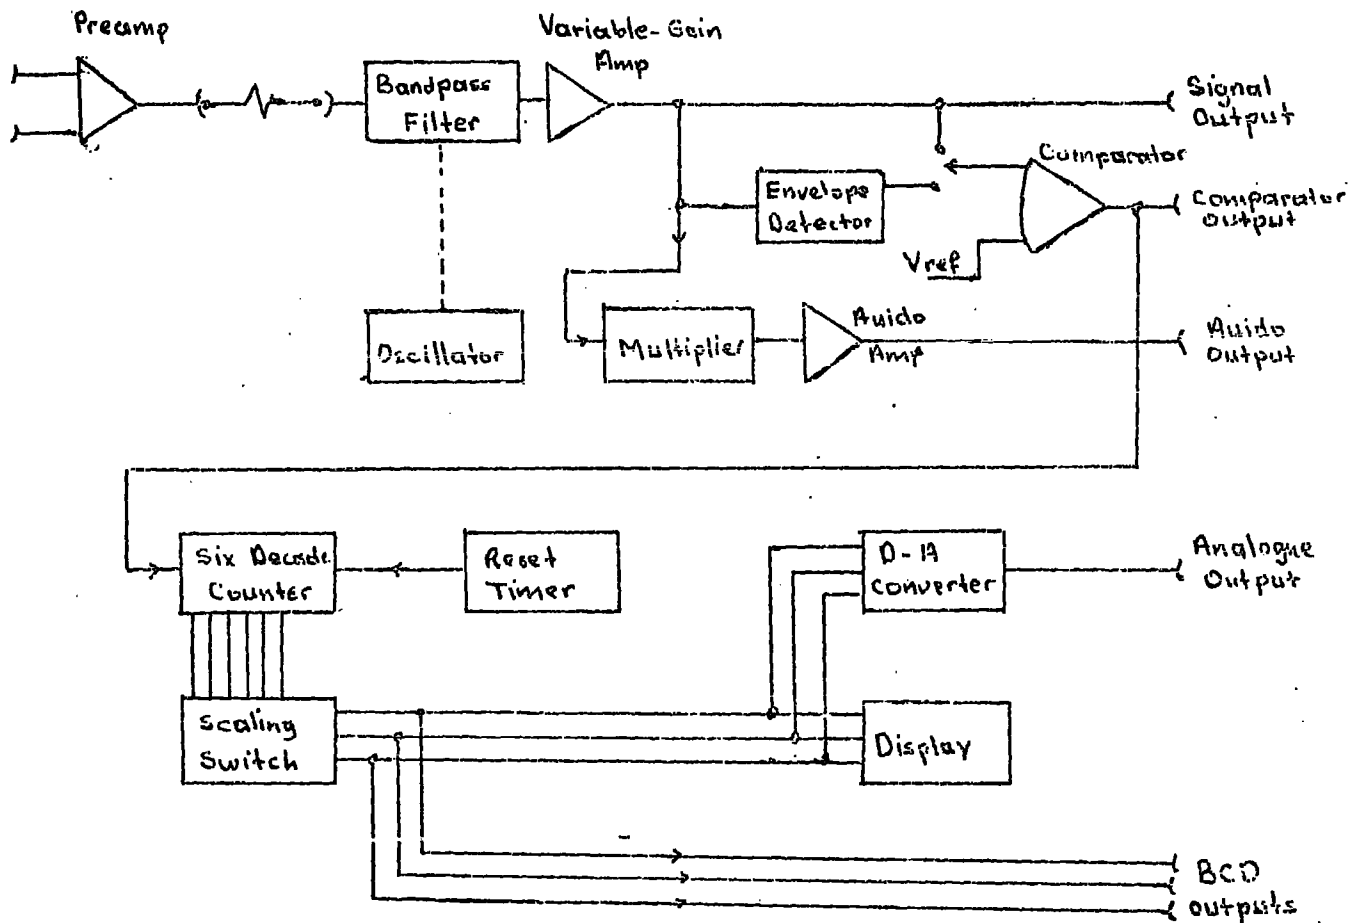 Preamp
Variable-Gain
Amp
Bandpass
Filter
Signal
Output
Comparator
Envelope
Detector
Comparator
Output
Vref
Oscillator
Multiplier
Auido
Amp
Auido
Output
Six Decade
Counter
Reset
Timer
D-A
Converter
Analogue
Output
Scaling
Switch
Display
BCD
outputs